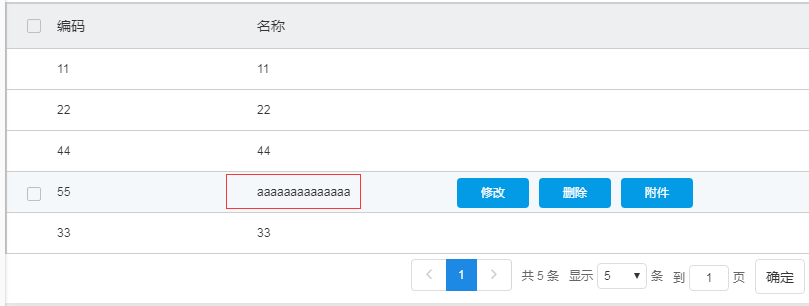 编码 名称
11 11
22 22
44 44
55 aaaaaaaaaaaaaa 修改 删除 附件
33 33
1 共 5 条 显示 5 条 到 1 页 确定